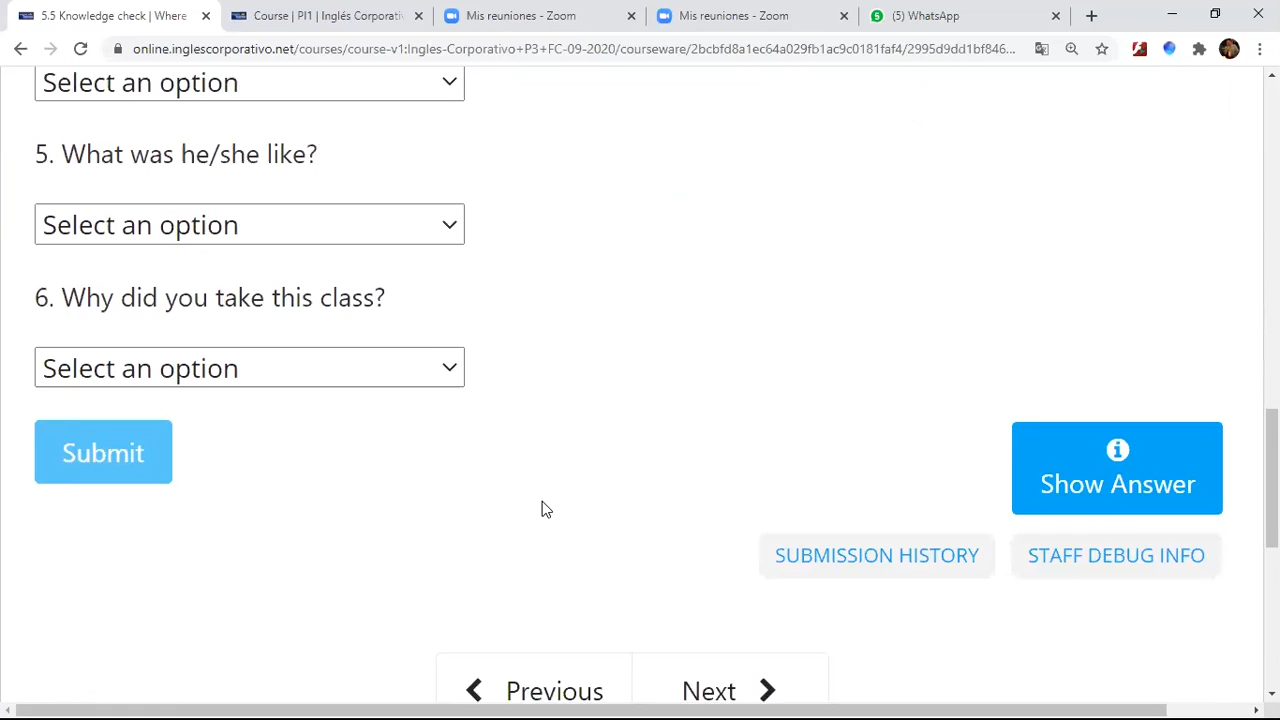 5.5 Knowledge check | Where
Course | PI1 | Inglés Corporativ
Mis reuniones - Zoom
Mis reuniones - Zoom
(5) WhatsApp
online.inglescorporativo.net/courses/course-v1:Ingles-Corporativo+P3+FC-09-2020/courseware/2bcbfd8a1ec64a029fb1ac9c0181faf4/2995d9dd1bf846...
Select an option
5. What was he/she like?
Select an option
6. Why did you take this class?
Select an option
Submit
Show Answer
SUBMISSION HISTORY
STAFF DEBUG INFO
Previous
Next